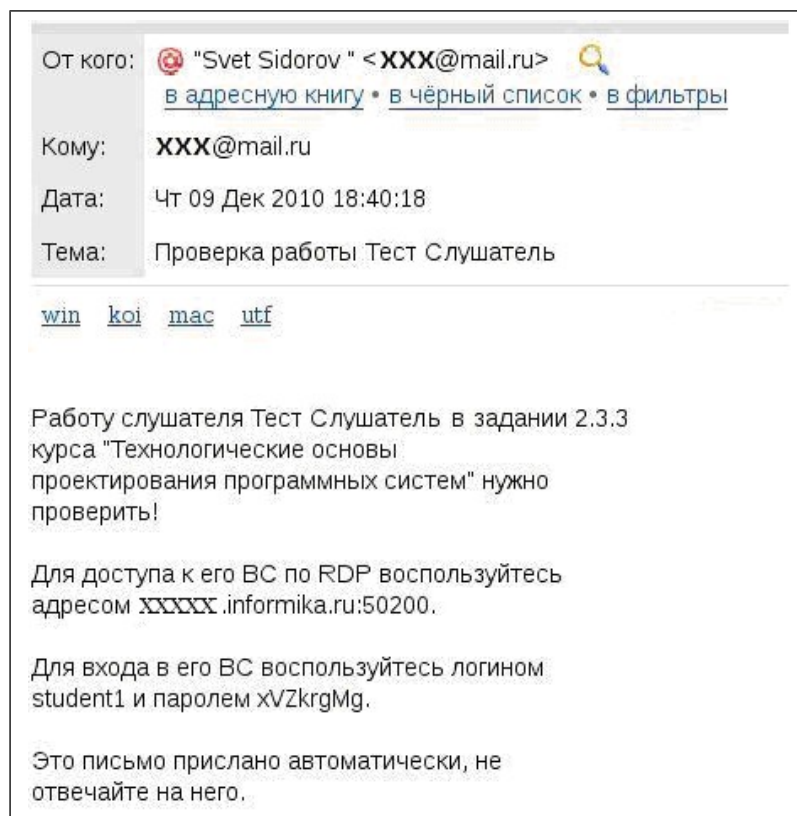 От кого: "Svet Sidorov " <XXX@mail.ru>
в адресную книгу • в чёрный список • в фильтры
Кому: XXX@mail.ru
Дата: Чт 09 Дек 2010 18:40:18
Тема: Проверка работы Тест Слушатель
win koi mac utf
Работу слушателя Тест Слушатель в задании 2.3.3
курса "Технологические основы
проектирования программных систем" нужно
проверить!
Для доступа к его ВС по RDP воспользуйтесь
адресом XXXXX .informika.ru:50200.
Для входа в его ВС воспользуйтесь логином
student1 и паролем xVZkrgMg.
Это письмо прислано автоматически, не
отвечайте на него.